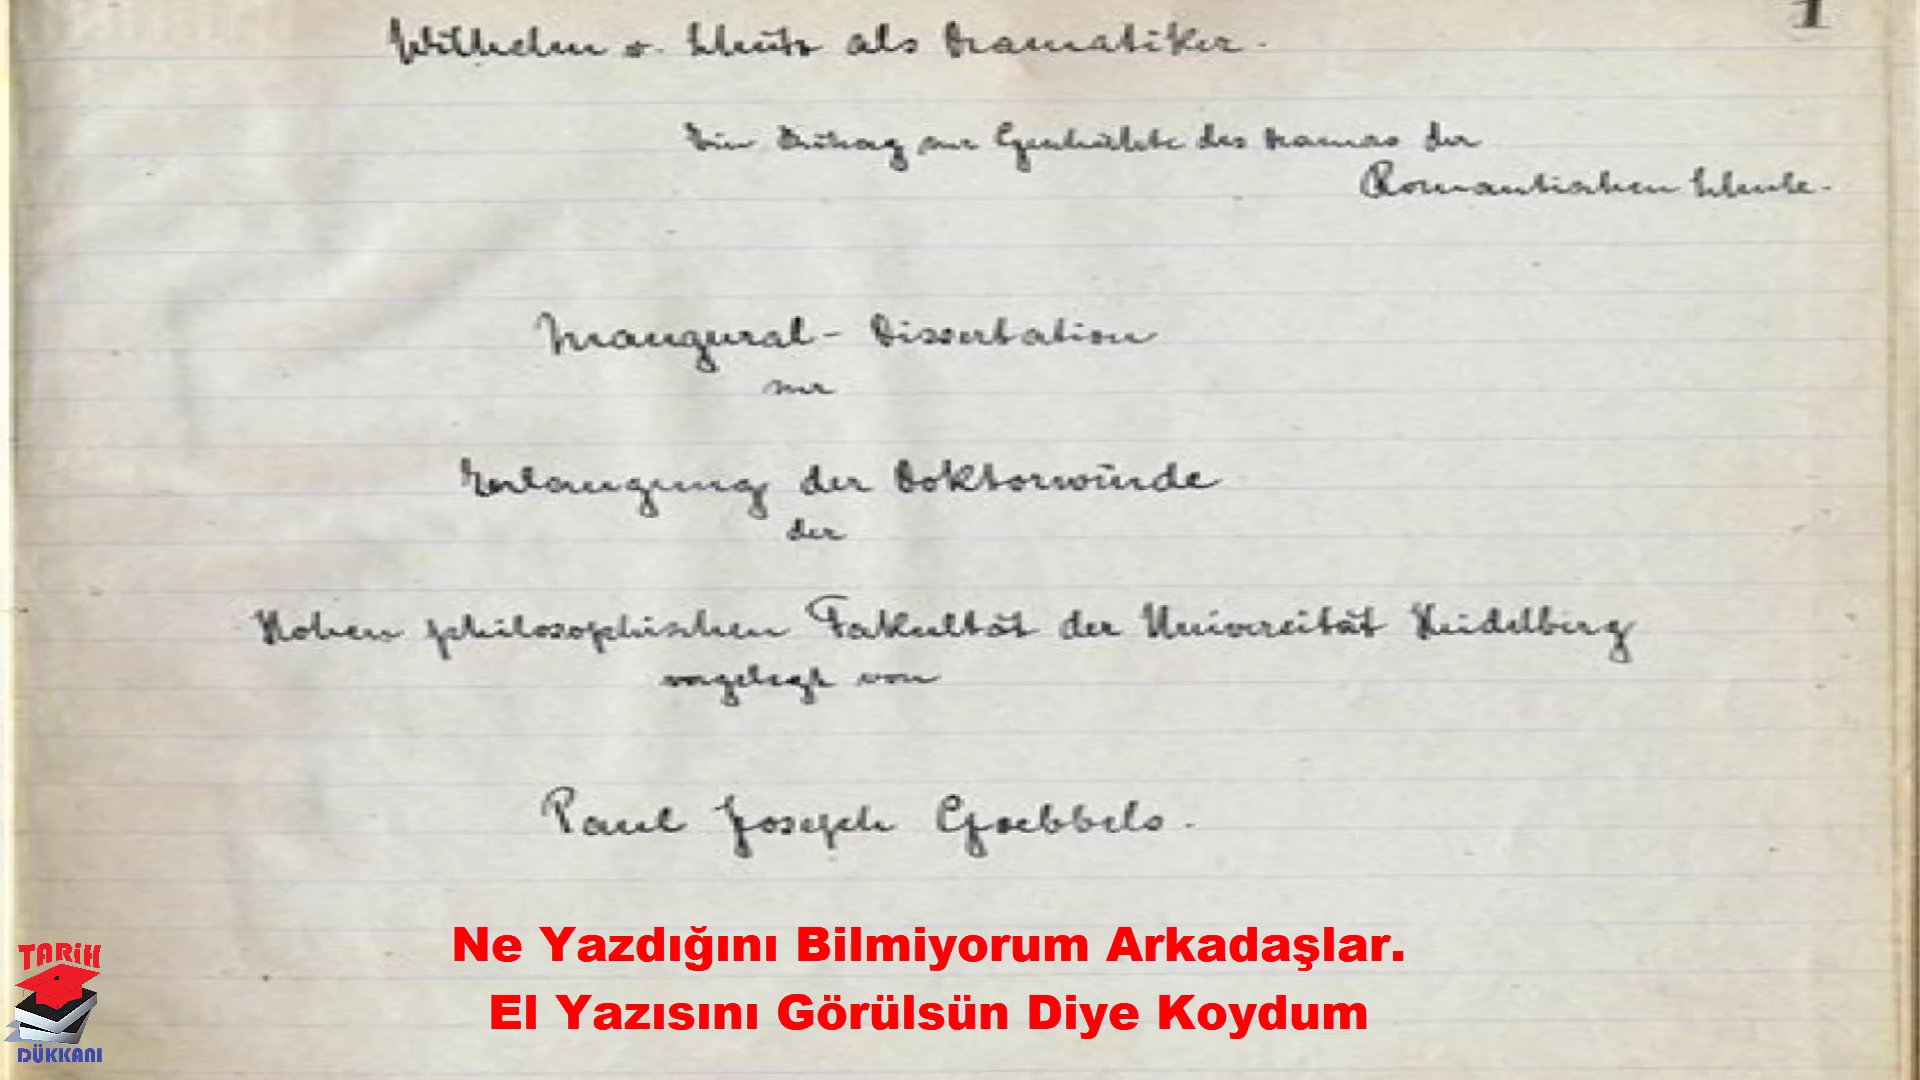 1
Wilhelm v. Schütz als Dramatiker.
Ein Beitrag zur Geschichte des Dramas der
Romantischen Schule.
Inaugural-Dissertation
zur
Erlangung der Doktorwürde
der
Hohen philosophischen Fakultät der Universität Heidelberg
vorgelegt von
Paul Joseph Goebbels.
Ne Yazdığını Bilmiyorum Arkadaşlar.
El Yazısını Görülsün Diye Koydum
TARİH
DÜKKANI